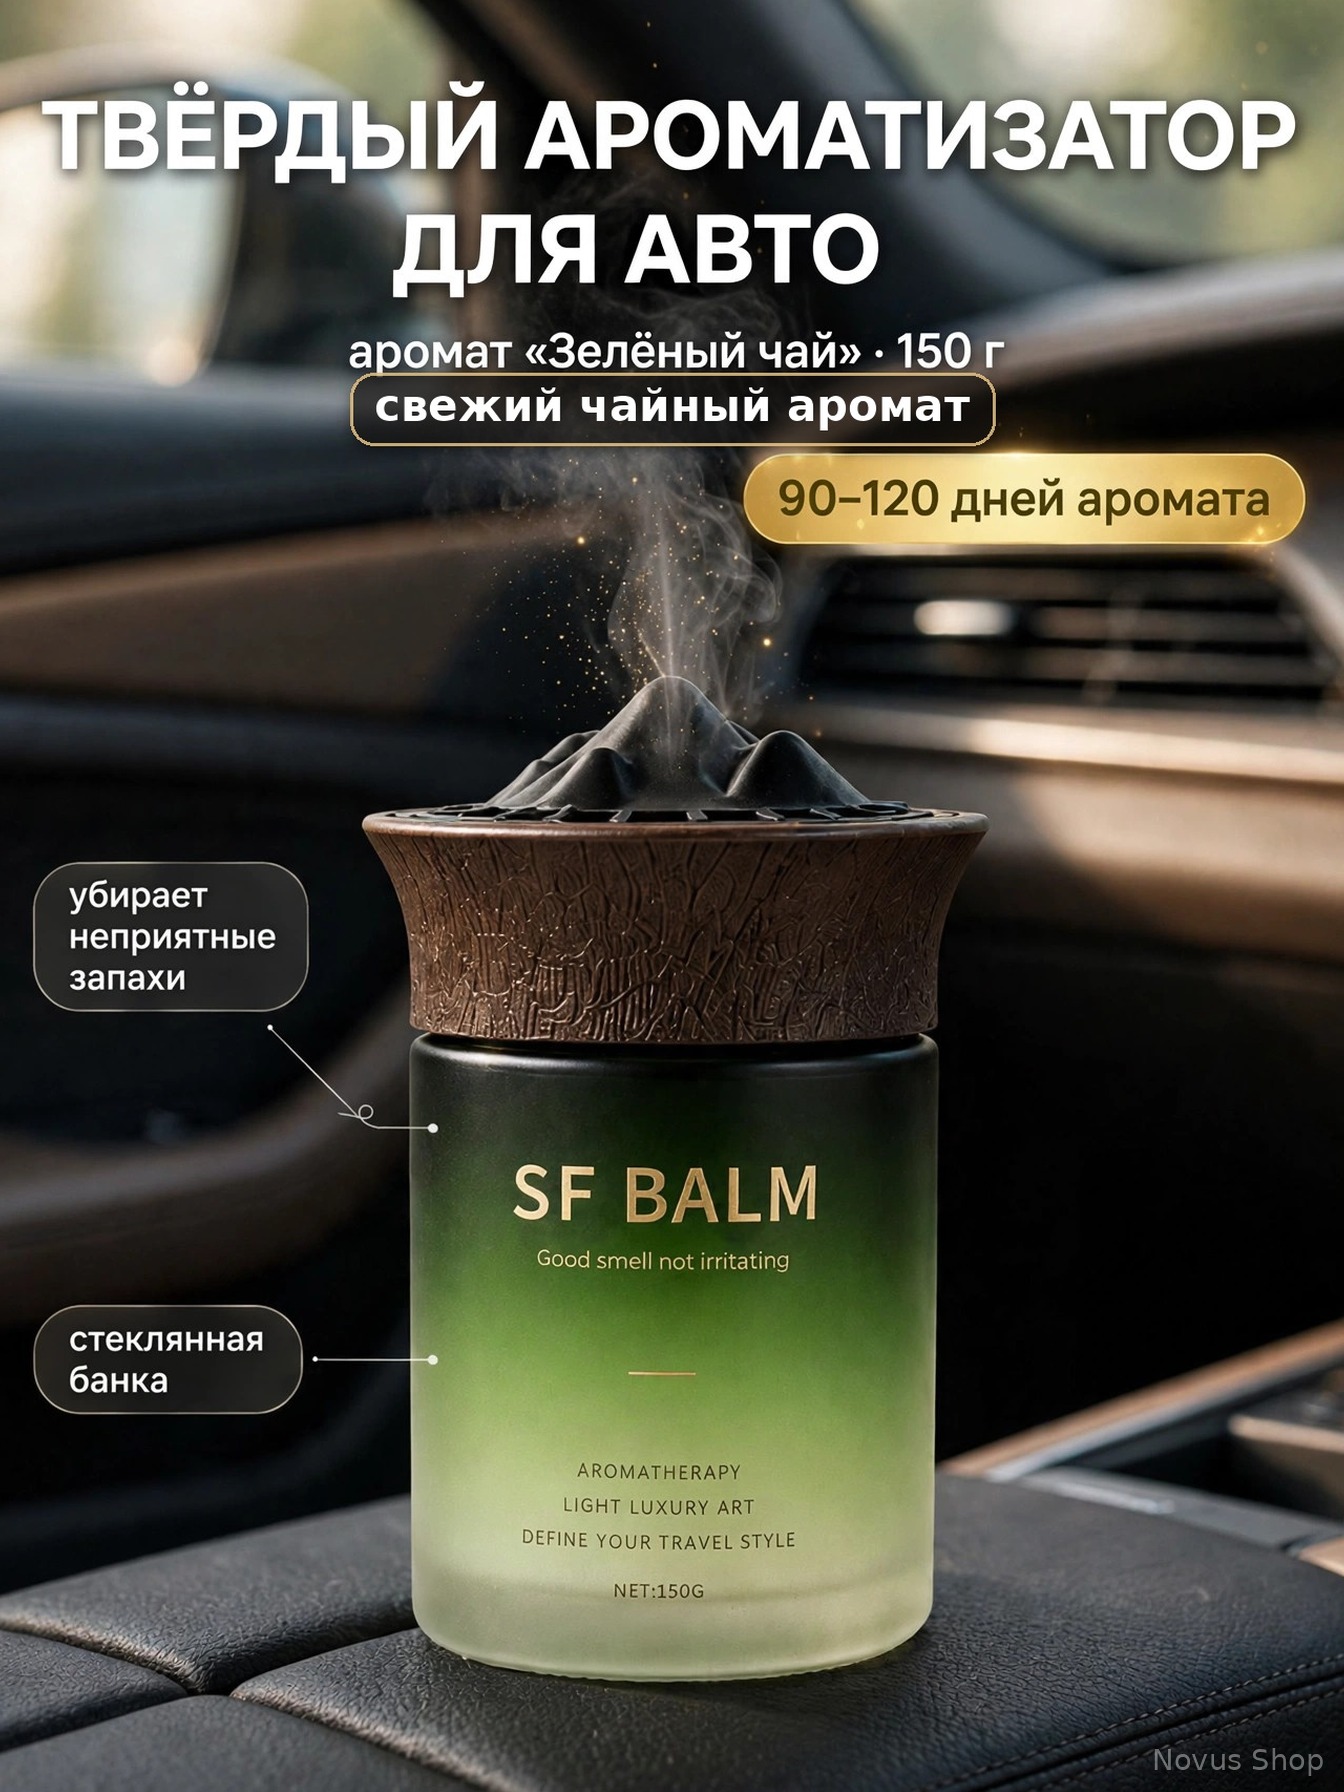 ТВЁРДЫЙ АРОМАТИЗАТОР
ДЛЯ АВТО
аромат «Зелёный чай» · 150 г
свежий чайный аромат
90–120 дней аромата
убирает
неприятные
запахи
SF BALM
Good smell not irritating
стеклянная
банка
AROMATHERAPY
LIGHT LUXURY ART
DEFINE YOUR TRAVEL STYLE
NET:150G
Novus Shop